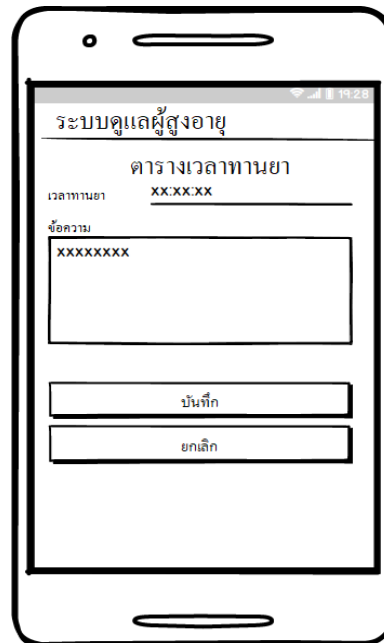 19:28
ระบบดูแลผู้สูงอายุ
ตารางเวลาทานยา
เวลาทานยา xx:xx:xx
ข้อความ
xxxxxxxx
บันทึก
ยกเลิก